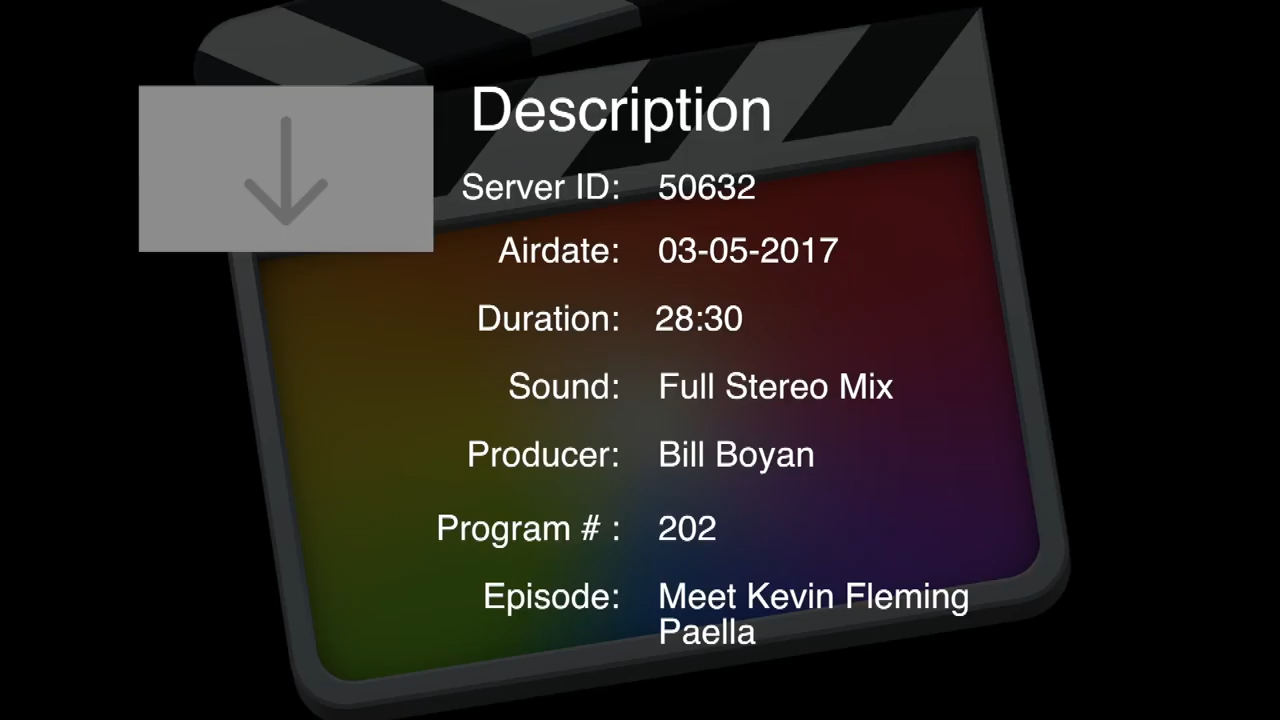 Description
Server ID: 50632
Airdate: 03-05-2017
Duration: 28:30
Sound: Full Stereo Mix
Producer: Bill Boyan
Program # : 202
Episode: Meet Kevin Fleming
Paella